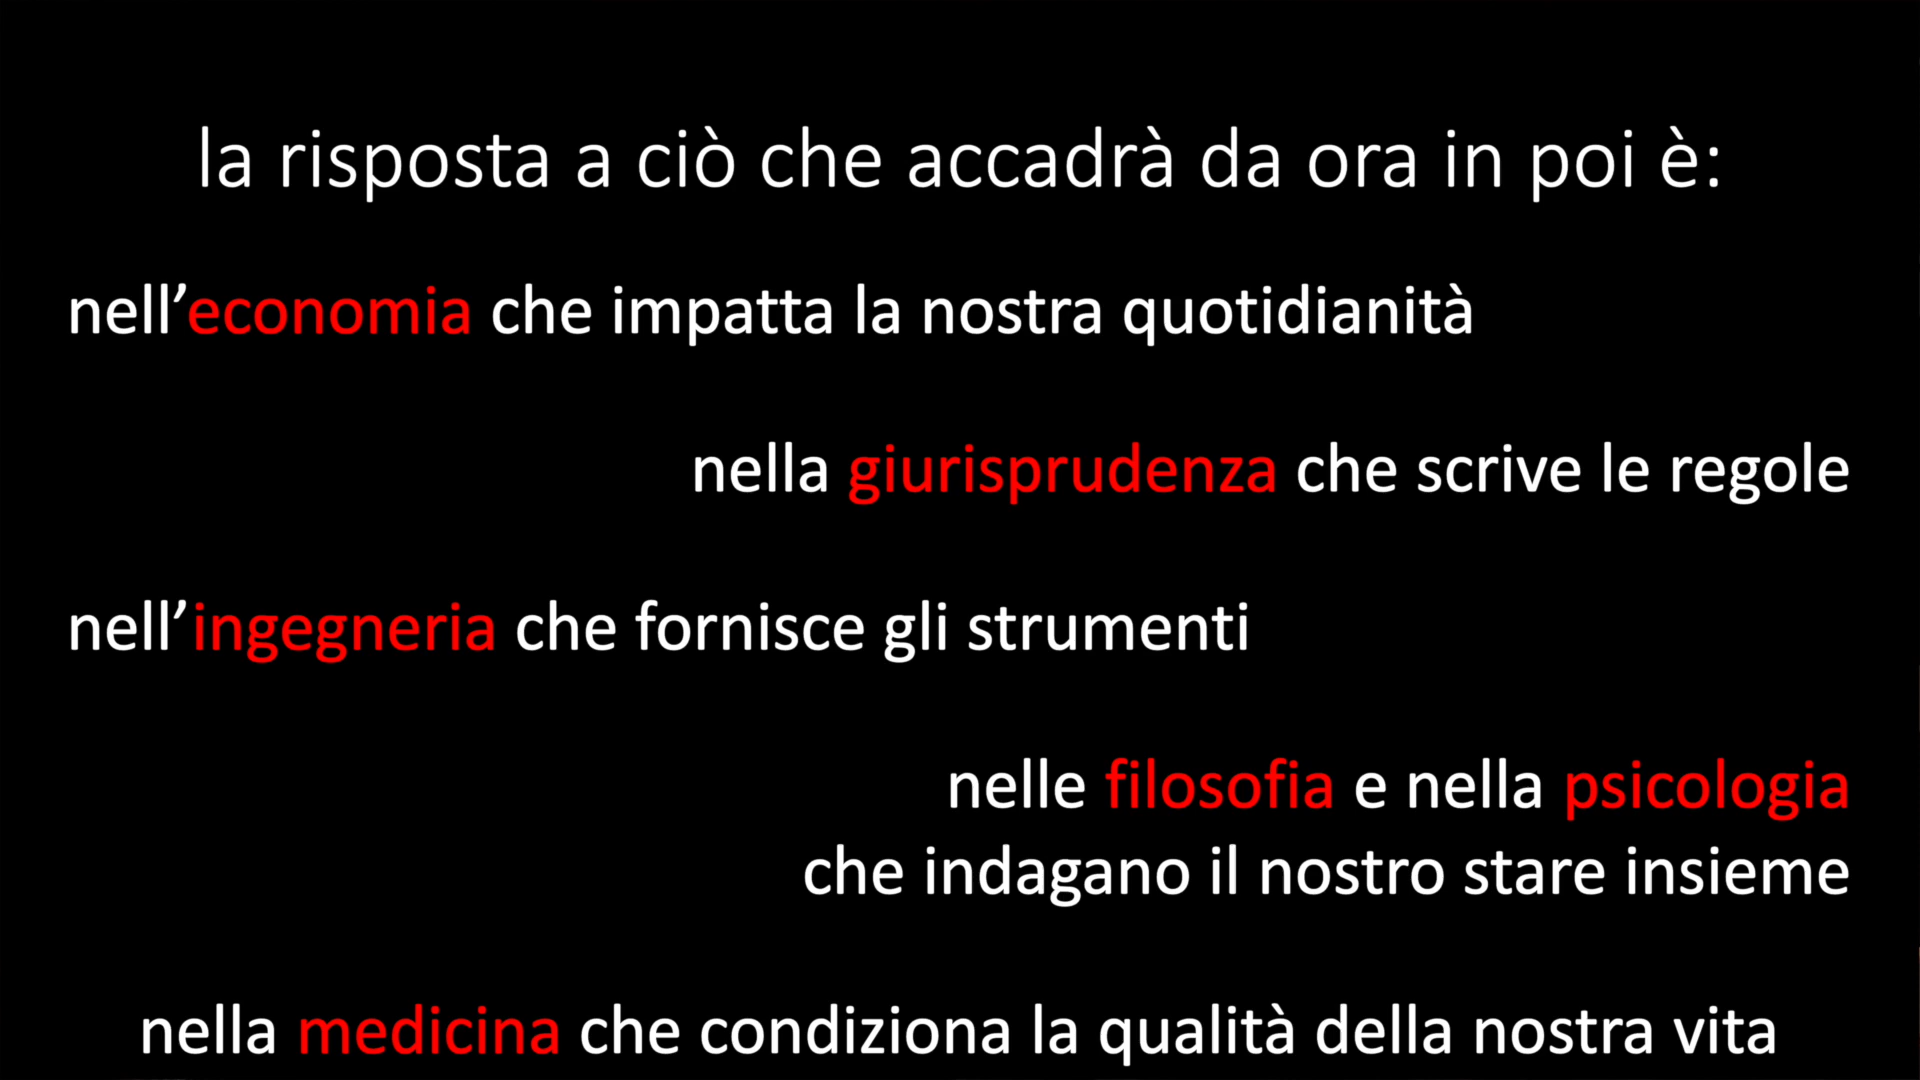 la risposta a ciò che accadrà da ora in poi è:
nell’economia che impatta la nostra quotidianità
nella giurisprudenza che scrive le regole
nell’ingegneria che fornisce gli strumenti
nelle filosofia e nella psicologia
che indagano il nostro stare insieme
nella medicina che condiziona la qualità della nostra vita